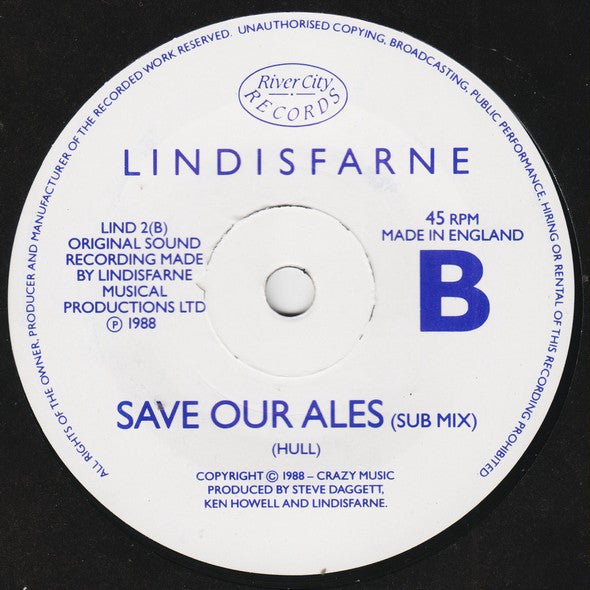 ALL RIGHTS OF THE OWNER, PRODUCER AND MANUFACTURER OF THE RECORDED WORK RESERVED. UNAUTHORISED COPYING, BROADCASTING, PUBLIC PERFORMANCE, HIRING OR RENTAL OF THIS RECORDING PROHIBITED
River City
RECORDS
LINDISFARNE
LIND 2(B)
ORIGINAL SOUND
RECORDING MADE
BY LINDISFARNE
MUSICAL
PRODUCTIONS LTD
℗ 1988
45 RPM
MADE IN ENGLAND
B
SAVE OUR ALES (SUB MIX)
(HULL)
COPYRIGHT © 1988 – CRAZY MUSIC
PRODUCED BY STEVE DAGGETT,
KEN HOWELL AND LINDISFARNE.